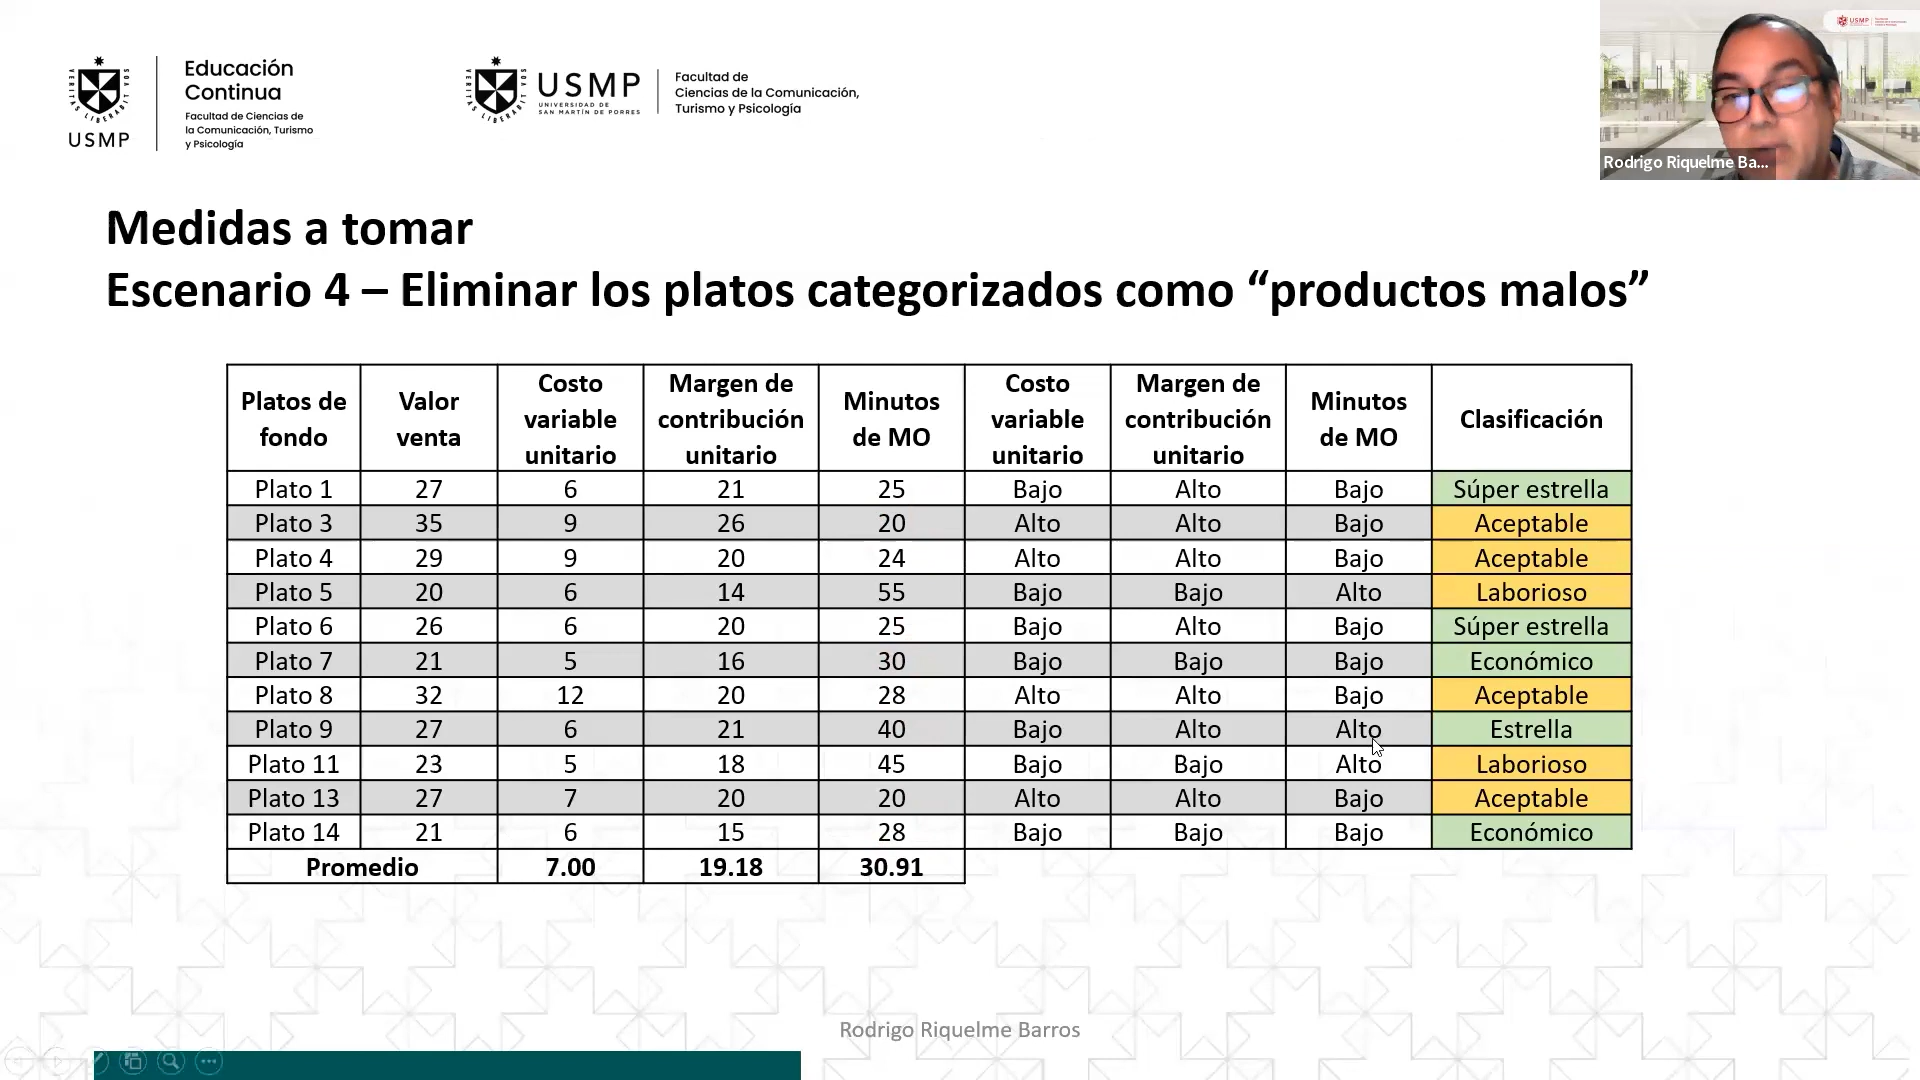 Educación
Continua
Facultad de Ciencias de
la Comunicación, Turismo
y Psicología
USMP
USMP
UNIVERSIDAD DE
SAN MARTÍN DE PORRES
Facultad de
Ciencias de la Comunicación,
Turismo y Psicología
USMP
Rodrigo Riquelme Ba...
Medidas a tomar
Escenario 4 – Eliminar los platos categorizados como “productos malos”
Platos de fondo Valor venta Costo variable unitario Margen de contribución unitario Minutos de MO Costo variable unitario Margen de contribución unitario Minutos de MO Clasificación
Plato 1 27 6 21 25 Bajo Alto Bajo Súper estrella
Plato 3 35 9 26 20 Alto Alto Bajo Aceptable
Plato 4 29 9 20 24 Alto Alto Bajo Aceptable
Plato 5 20 6 14 55 Bajo Bajo Alto Laborioso
Plato 6 26 6 20 25 Bajo Alto Bajo Súper estrella
Plato 7 21 5 16 30 Bajo Bajo Bajo Económico
Plato 8 32 12 20 28 Alto Alto Bajo Aceptable
Plato 9 27 6 21 40 Bajo Alto Alto Estrella
Plato 11 23 5 18 45 Bajo Bajo Alto Laborioso
Plato 13 27 7 20 20 Alto Alto Bajo Aceptable
Plato 14 21 6 15 28 Bajo Bajo Bajo Económico
Promedio 7.00 19.18 30.91
Rodrigo Riquelme Barros